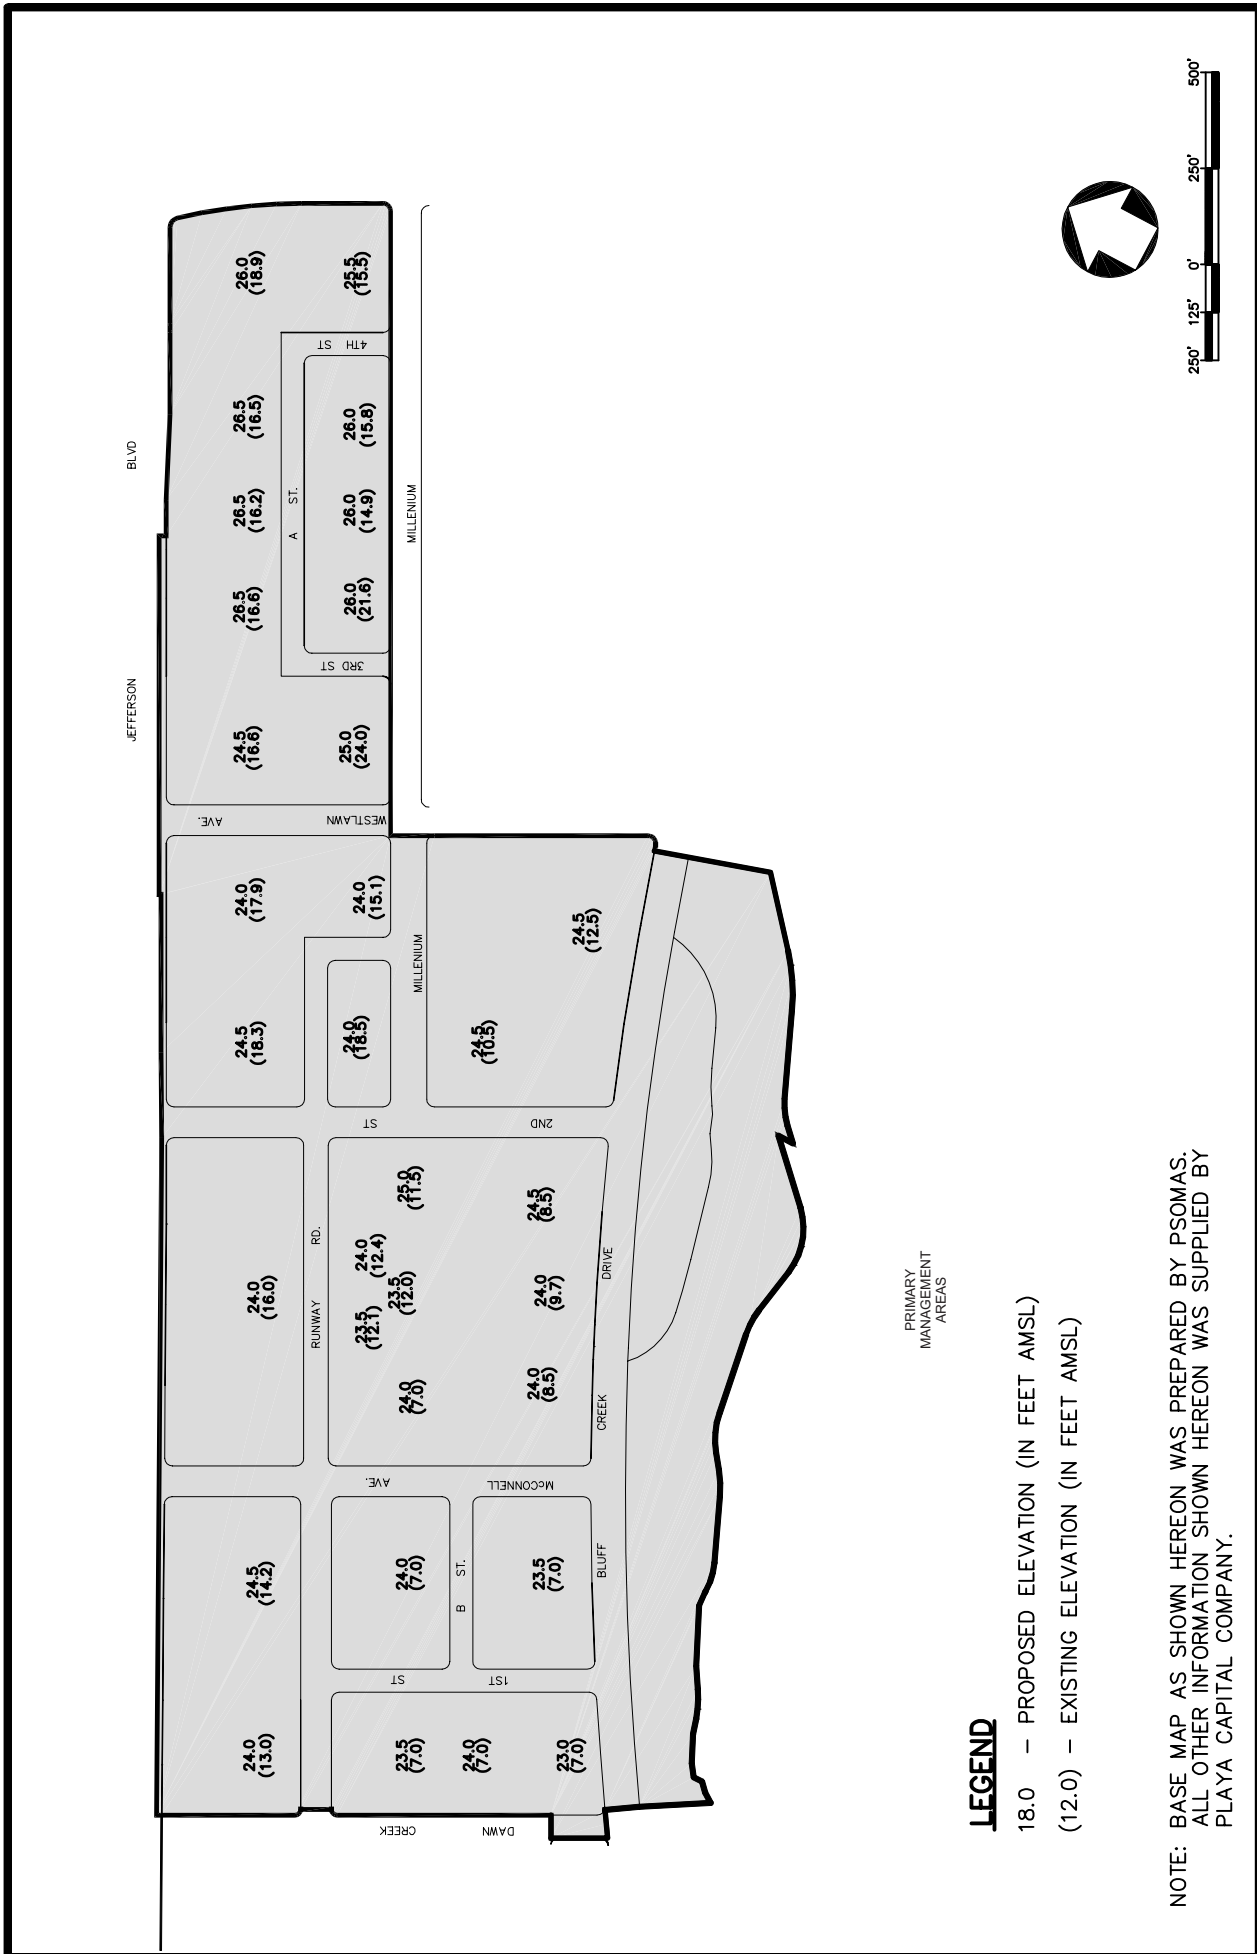 JEFFERSON
BLVD
24.0
(13.0)
24.5
(14.2)
24.0
(16.0)
24.5
(18.3)
24.0
(17.9)
24.5
(16.6)
26.5
(16.6)
26.5
(16.2)
26.5
(16.5)
26.0
(18.9)
WESTLAWN
AVE.
A ST.
3RD ST
4TH ST
RUNWAY RD.
24.0
(18.5)
24.0
(15.1)
25.0
(24.0)
26.0
(21.6)
26.0
(14.9)
26.0
(15.8)
25.5
(15.5)
MILLENIUM
MILLENIUM
23.5
(12.1)
24.0
(12.4)
23.5
(12.0)
24.0
(7.0)
25.0
(11.5)
24.5
(10.5)
24.5
(12.5)
2ND
ST
McCONNELL
AVE.
23.5
(7.0)
24.0
(7.0)
24.0
(7.0)
B ST.
1ST
ST
23.0
(7.0)
23.5
(7.0)
24.0
(8.5)
24.0
(9.7)
24.5
(8.5)
DAWN
CREEK
BLUFF
CREEK
DRIVE
PRIMARY
MANAGEMENT
AREAS
LEGEND
18.0 – PROPOSED ELEVATION (IN FEET AMSL)
(12.0) – EXISTING ELEVATION (IN FEET AMSL)
250' 125' 0' 250' 500'
NOTE: BASE MAP AS SHOWN HEREON WAS PREPARED BY PSOMAS.
ALL OTHER INFORMATION SHOWN HEREON WAS SUPPLIED BY
PLAYA CAPITAL COMPANY.